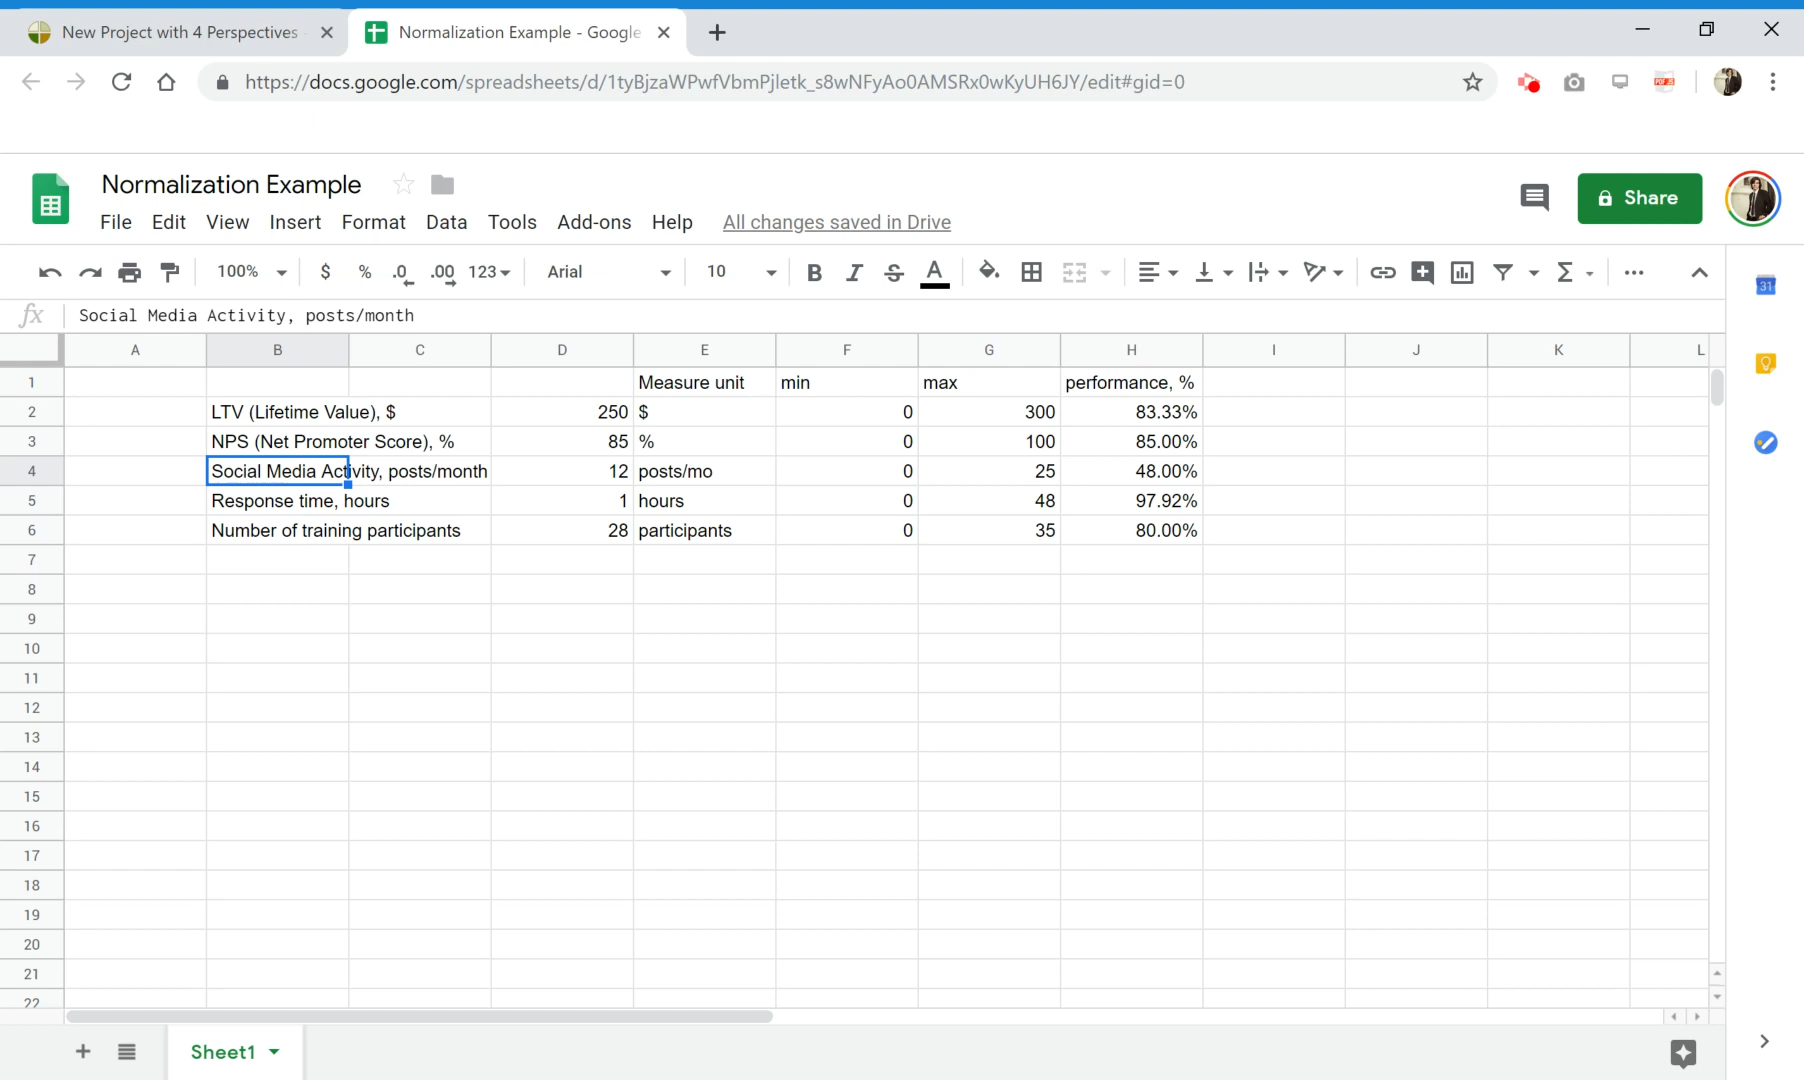 New Project with 4 Perspectives
Normalization Example - Google
https://docs.google.com/spreadsheets/d/1tyBjzaWPwfVbmPjletk_s8wNFyAo0AMSRx0wKyUH6JY/edit#gid=0
Normalization Example
Share
File Edit View Insert Format Data Tools Add-ons Help All changes saved in Drive
100% $ % .0 .00 123 Arial 10 B I S A Σ
31
fx Social Media Activity, posts/month
A B C D E F G H I J K L
1 Measure unit min max performance, %
2 LTV (Lifetime Value), $ 250 $ 0 300 83.33%
3 NPS (Net Promoter Score), % 85 % 0 100 85.00%
4 Social Media Activity, posts/month 12 posts/mo 0 25 48.00%
5 Response time, hours 1 hours 0 48 97.92%
6 Number of training participants 28 participants 0 35 80.00%
7
8
9
10
11
12
13
14
15
16
17
18
19
20
21
22
Sheet1